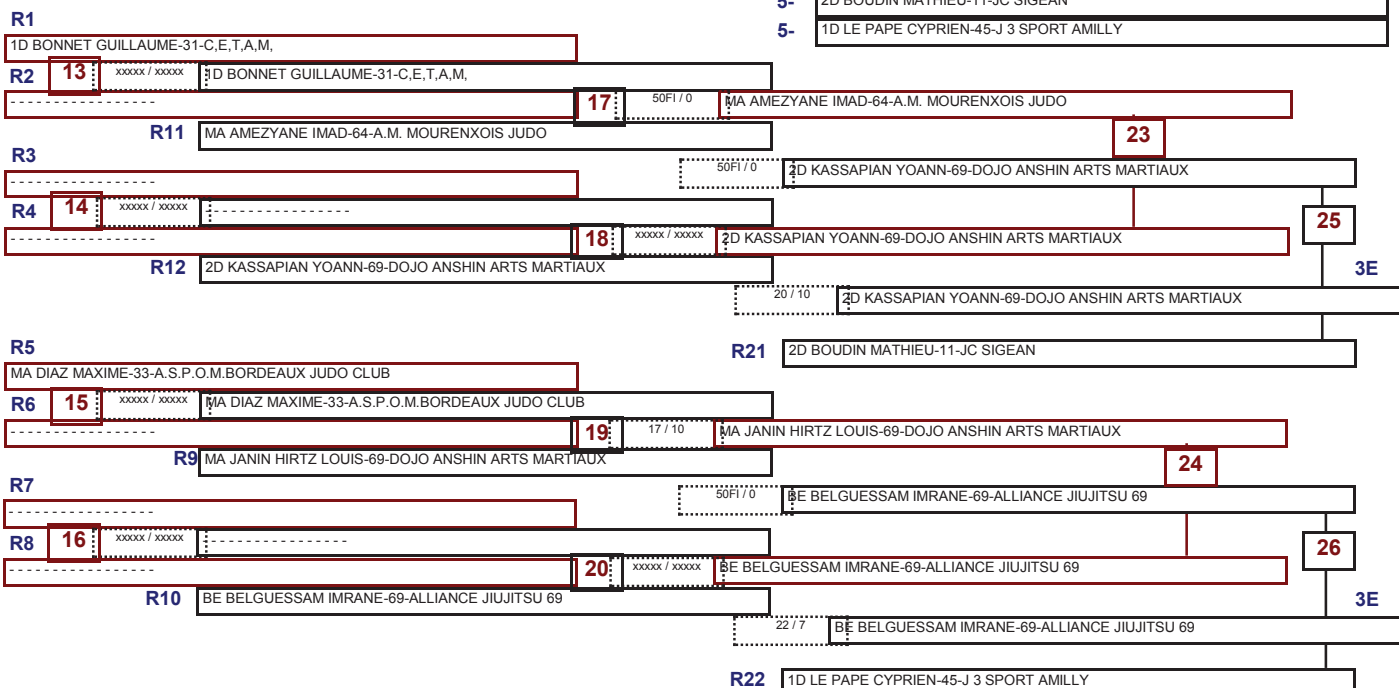 5- 2D BOUDIN MATHIEU-11-JC SIGEAN
R1
5- 1D LE PAPE CYPRIEN-45-J 3 SPORT AMILLY
1D BONNET GUILLAUME-31-C,E,T,A,M,
R2 13 xxxxx / xxxxx 1D BONNET GUILLAUME-31-C,E,T,A,M,
- - - - - - - - - - - - - - - - 17 50FI / 0 MA AMEZYANE IMAD-64-A.M. MOURENXOIS JUDO
R11 MA AMEZYANE IMAD-64-A.M. MOURENXOIS JUDO 23
R3
50FI / 0 2D KASSAPIAN YOANN-69-DOJO ANSHIN ARTS MARTIAUX
- - - - - - - - - - - - - - - -
R4 14 xxxxx / xxxxx - - - - - - - - - - - - - - - - 25
- - - - - - - - - - - - - - - - 18 xxxxx / xxxxx 2D KASSAPIAN YOANN-69-DOJO ANSHIN ARTS MARTIAUX
R12 2D KASSAPIAN YOANN-69-DOJO ANSHIN ARTS MARTIAUX 3E
20 / 10 2D KASSAPIAN YOANN-69-DOJO ANSHIN ARTS MARTIAUX
R5
R21 2D BOUDIN MATHIEU-11-JC SIGEAN
MA DIAZ MAXIME-33-A.S.P.O.M.BORDEAUX JUDO CLUB
R6 15 xxxxx / xxxxx MA DIAZ MAXIME-33-A.S.P.O.M.BORDEAUX JUDO CLUB
- - - - - - - - - - - - - - - - 19 17 / 10 MA JANIN HIRTZ LOUIS-69-DOJO ANSHIN ARTS MARTIAUX
R9 MA JANIN HIRTZ LOUIS-69-DOJO ANSHIN ARTS MARTIAUX 24
R7
50FI / 0 BE BELGUESSAM IMRANE-69-ALLIANCE JIUJITSU 69
- - - - - - - - - - - - - - - -
R8 16 xxxxx / xxxxx - - - - - - - - - - - - - - - - 26
- - - - - - - - - - - - - - - - 20 xxxxx / xxxxx BE BELGUESSAM IMRANE-69-ALLIANCE JIUJITSU 69
R10 BE BELGUESSAM IMRANE-69-ALLIANCE JIUJITSU 69 3E
22 / 7 BE BELGUESSAM IMRANE-69-ALLIANCE JIUJITSU 69
R22 1D LE PAPE CYPRIEN-45-J 3 SPORT AMILLY